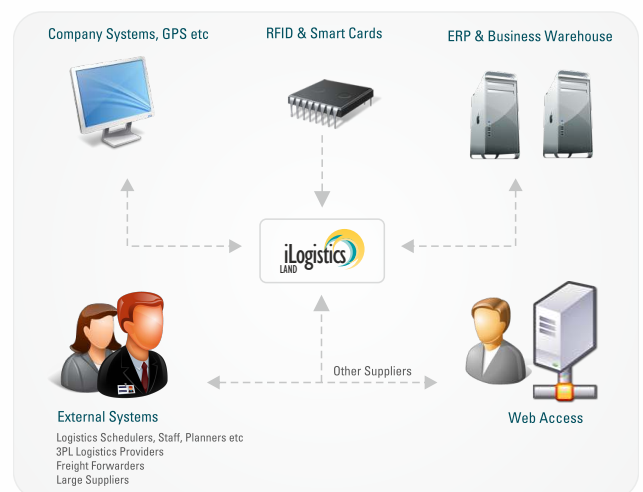 Company Systems, GPS etc
RFID & Smart Cards
ERP & Business Warehouse
iLogistics
LAND
Other Suppliers
External Systems
Logistics Schedulers, Staff, Planners etc
3PL Logistics Providers
Freight Forwarders
Large Suppliers
Web Access